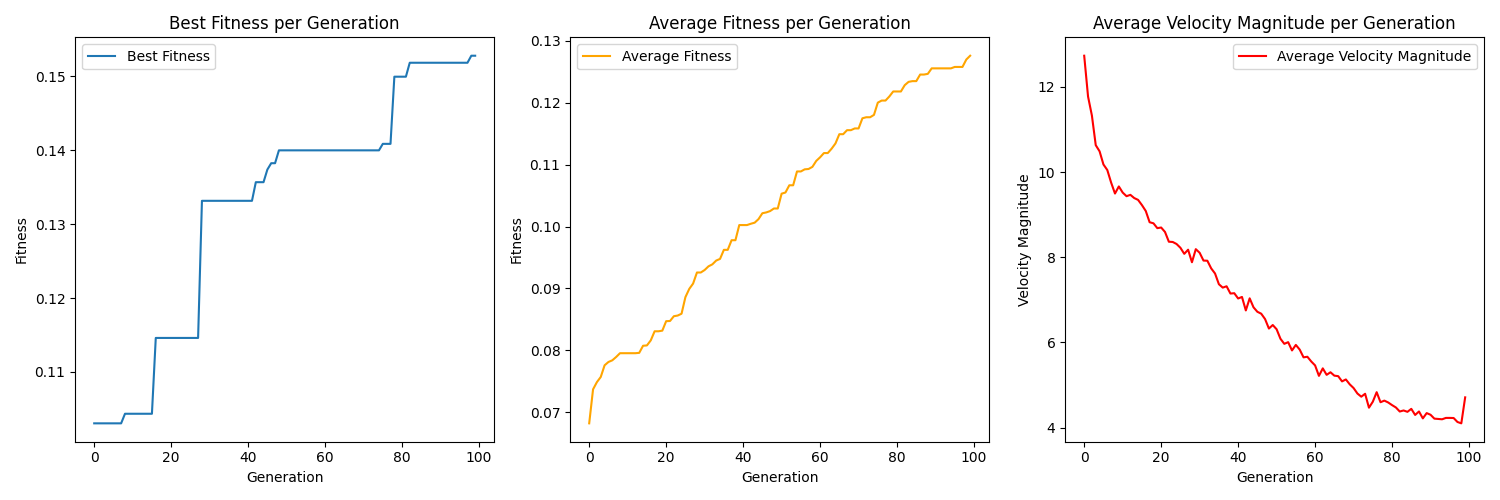 Best Fitness per Generation
Best Fitness
0.15
0.14
0.13
0.12
0.11
Fitness
0 20 40 60 80 100
Generation
Average Fitness per Generation
Average Fitness
0.13
0.12
0.11
0.10
0.09
0.08
0.07
Fitness
0 20 40 60 80 100
Generation
Average Velocity Magnitude per Generation
Average Velocity Magnitude
12
10
8
6
4
Velocity Magnitude
0 20 40 60 80 100
Generation